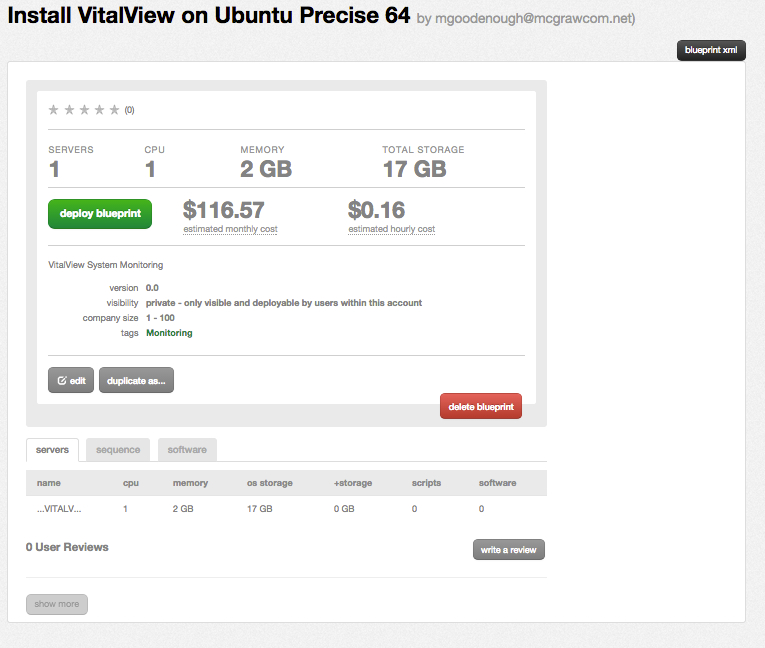 Install VitalView on Ubuntu Precise 64 by mgoodenough@mcgrawcom.net)
blueprint xml
(0)
SERVERS CPU MEMORY TOTAL STORAGE
1 1 2 GB 17 GB
deploy blueprint $116.57 $0.16
estimated monthly cost estimated hourly cost
VitalView System Monitoring
version 0.0
visibility private - only visible and deployable by users within this account
company size 1 - 100
tags Monitoring
edit duplicate as...
delete blueprint
servers sequence software
name cpu memory os storage +storage scripts software
...VITALV... 1 2 GB 17 GB 0 GB 0 0
0 User Reviews write a review
show more